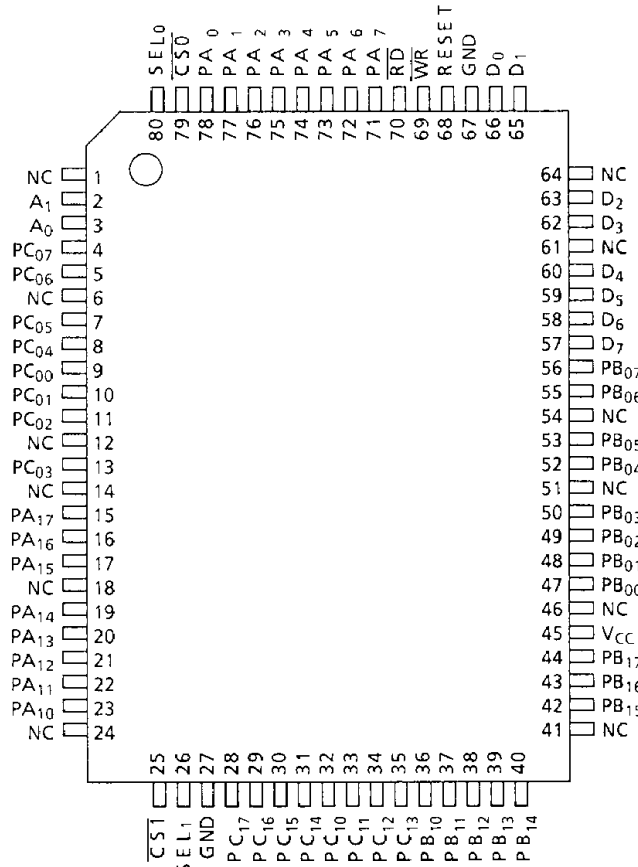 SEL0
CS0
PA0
PA1
PA2
PA3
PA4
PA5
PA6
PA7
RD
WR
RESET
GND
D0
D1
80 79 78 77 76 75 74 73 72 71 70 69 68 67 66 65
NC 1
A1 2
A0 3
PC07 4
PC06 5
NC 6
PC05 7
PC04 8
PC00 9
PC01 10
PC02 11
NC 12
PC03 13
NC 14
PA17 15
PA16 16
PA15 17
NC 18
PA14 19
PA13 20
PA12 21
PA11 22
PA10 23
NC 24
64 NC
63 D2
62 D3
61 NC
60 D4
59 D5
58 D6
57 D7
56 PB07
55 PB06
54 NC
53 PB05
52 PB04
51 NC
50 PB03
49 PB02
48 PB01
47 PB00
46 NC
45 VCC
44 PB17
43 PB16
42 PB15
41 NC
25 26 27 28 29 30 31 32 33 34 35 36 37 38 39 40
CS1
SEL1
GND
PC17
PC16
PC15
PC14
PC10
PC11
PC12
PC13
PB10
PB11
PB12
PB13
PB14